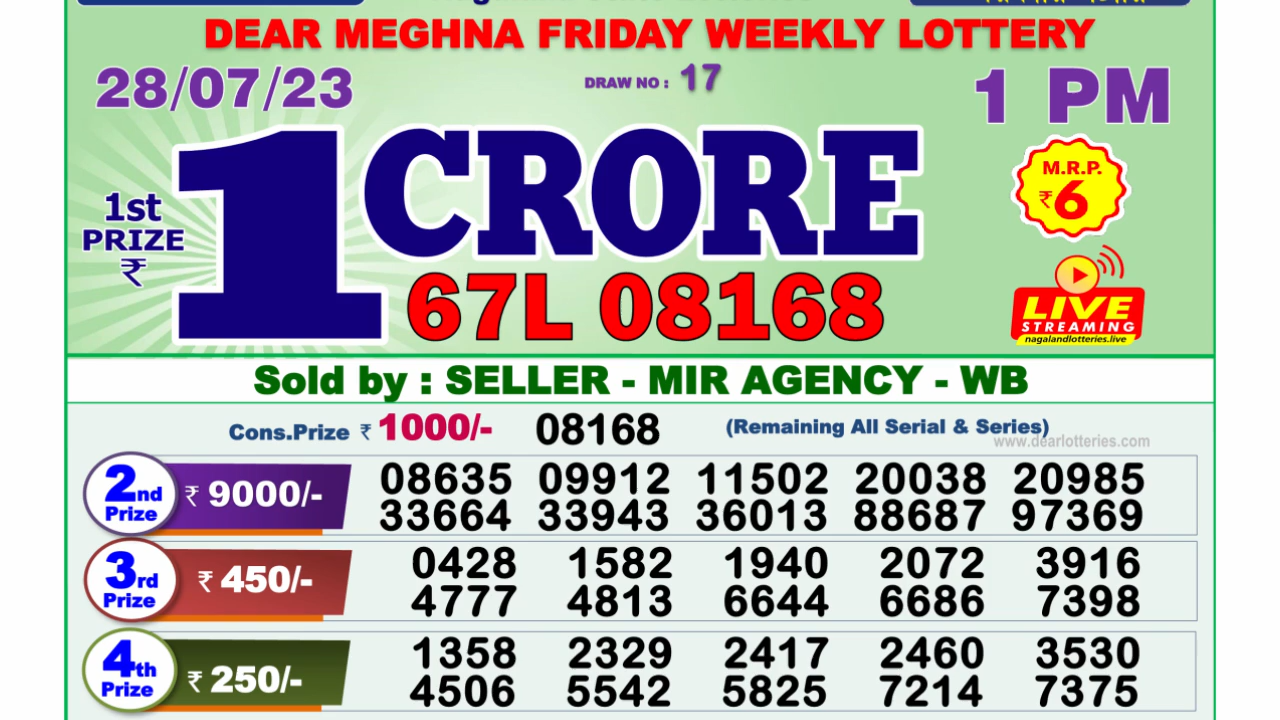 DEAR MEGHNA FRIDAY WEEKLY LOTTERY
28/07/23
DRAW NO : 17
1 PM
1st
PRIZE
₹
1 CRORE
67L 08168
M.R.P.
₹6
LIVE
STREAMING
nagalandlotteries.live
Sold by : SELLER - MIR AGENCY - WB
Cons.Prize ₹ 1000/- 08168 (Remaining All Serial & Series)
www.dearlotteries.com
2nd Prize ₹ 9000/-
08635 09912 11502 20038 20985
33664 33943 36013 88687 97369
3rd Prize ₹ 450/-
0428 1582 1940 2072 3916
4777 4813 6644 6686 7398
4th Prize ₹ 250/-
1358 2329 2417 2460 3530
4506 5542 5825 7214 7375